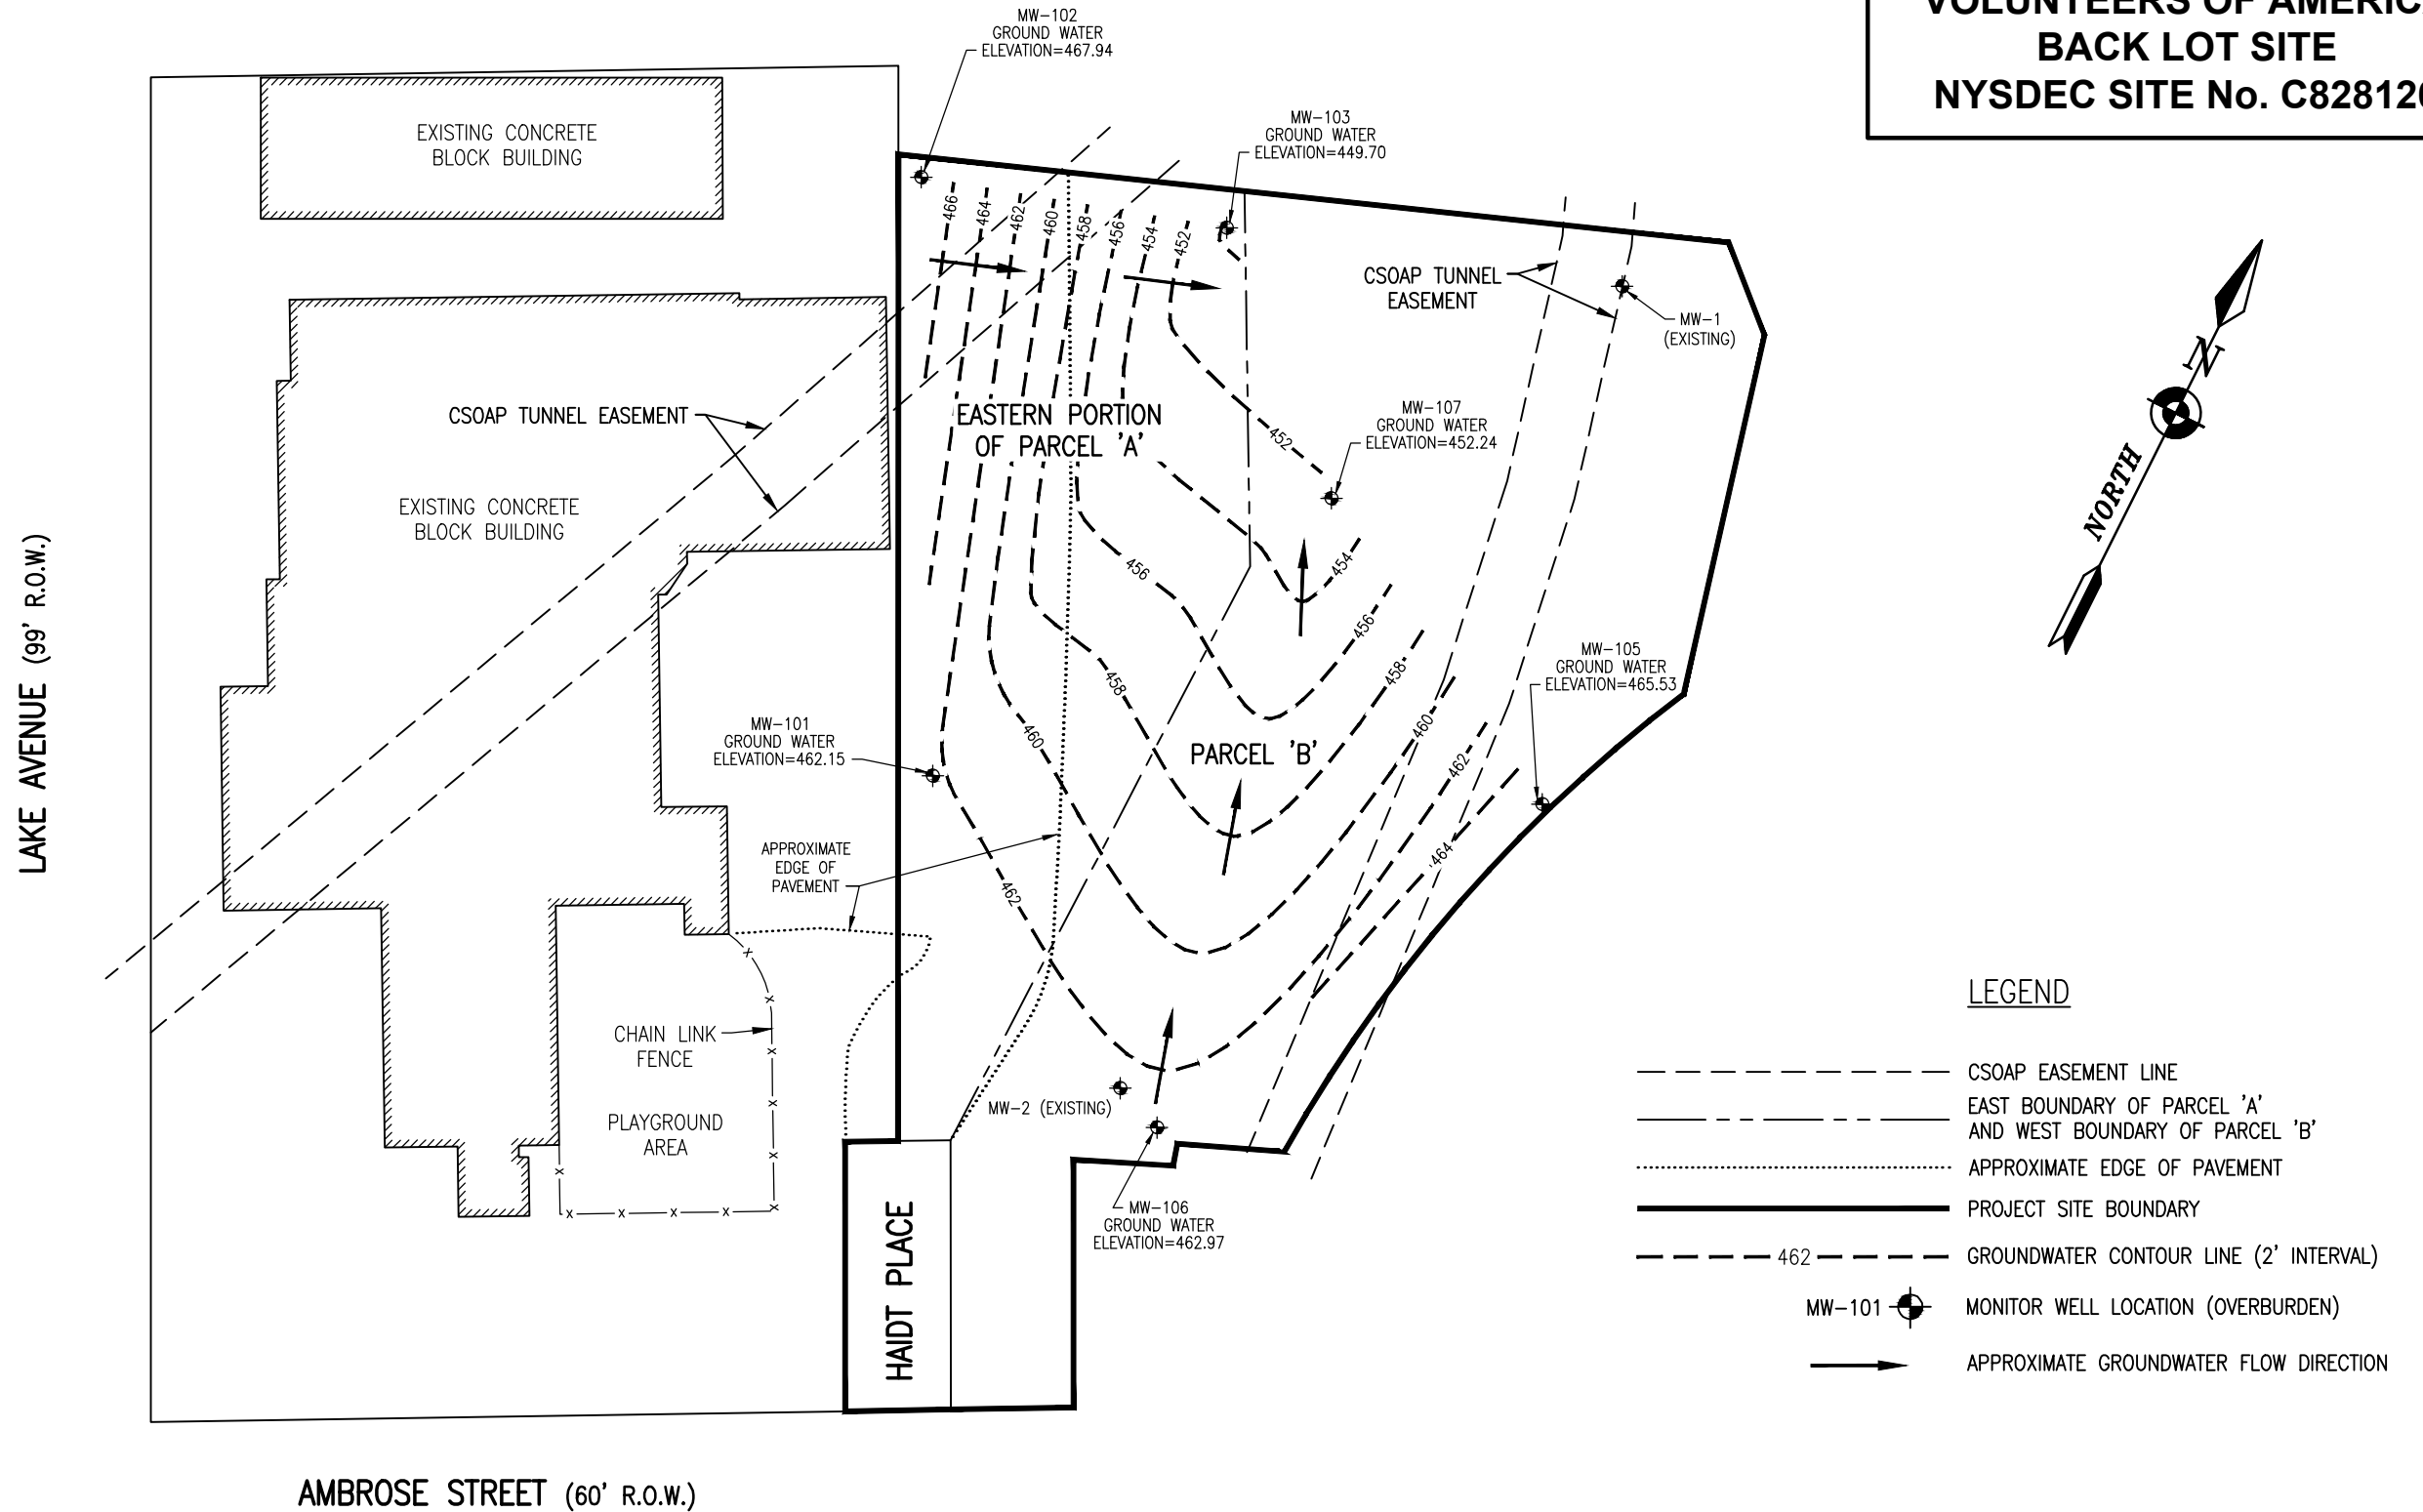 VOLUNTEERS OF AMERICA
BACK LOT SITE
NYSDEC SITE No. C828126
MW-102
GROUND WATER
ELEVATION=467.94
MW-103
GROUND WATER
ELEVATION=449.70
EXISTING CONCRETE
BLOCK BUILDING
466
464
462
460
458
456
454
452
CSOAP TUNNEL
EASEMENT
MW-1
(EXISTING)
N
NORTH
CSOAP TUNNEL EASEMENT
EASTERN PORTION
OF PARCEL 'A'
MW-107
GROUND WATER
ELEVATION=452.24
452
EXISTING CONCRETE
BLOCK BUILDING
456
454
456
LAKE AVENUE (99' R.O.W.)
MW-105
GROUND WATER
ELEVATION=465.53
458
458
MW-101
GROUND WATER
ELEVATION=462.15
460
460
PARCEL 'B'
462
APPROXIMATE
EDGE OF
PAVEMENT
464
462
CHAIN LINK
FENCE
PLAYGROUND
AREA
MW-2 (EXISTING)
MW-106
GROUND WATER
ELEVATION=462.97
HAIDT PLACE
LEGEND
CSOAP EASEMENT LINE
EAST BOUNDARY OF PARCEL 'A'
AND WEST BOUNDARY OF PARCEL 'B'
APPROXIMATE EDGE OF PAVEMENT
PROJECT SITE BOUNDARY
462
GROUNDWATER CONTOUR LINE (2' INTERVAL)
MW-101
MONITOR WELL LOCATION (OVERBURDEN)
APPROXIMATE GROUNDWATER FLOW DIRECTION
AMBROSE STREET (60' R.O.W.)